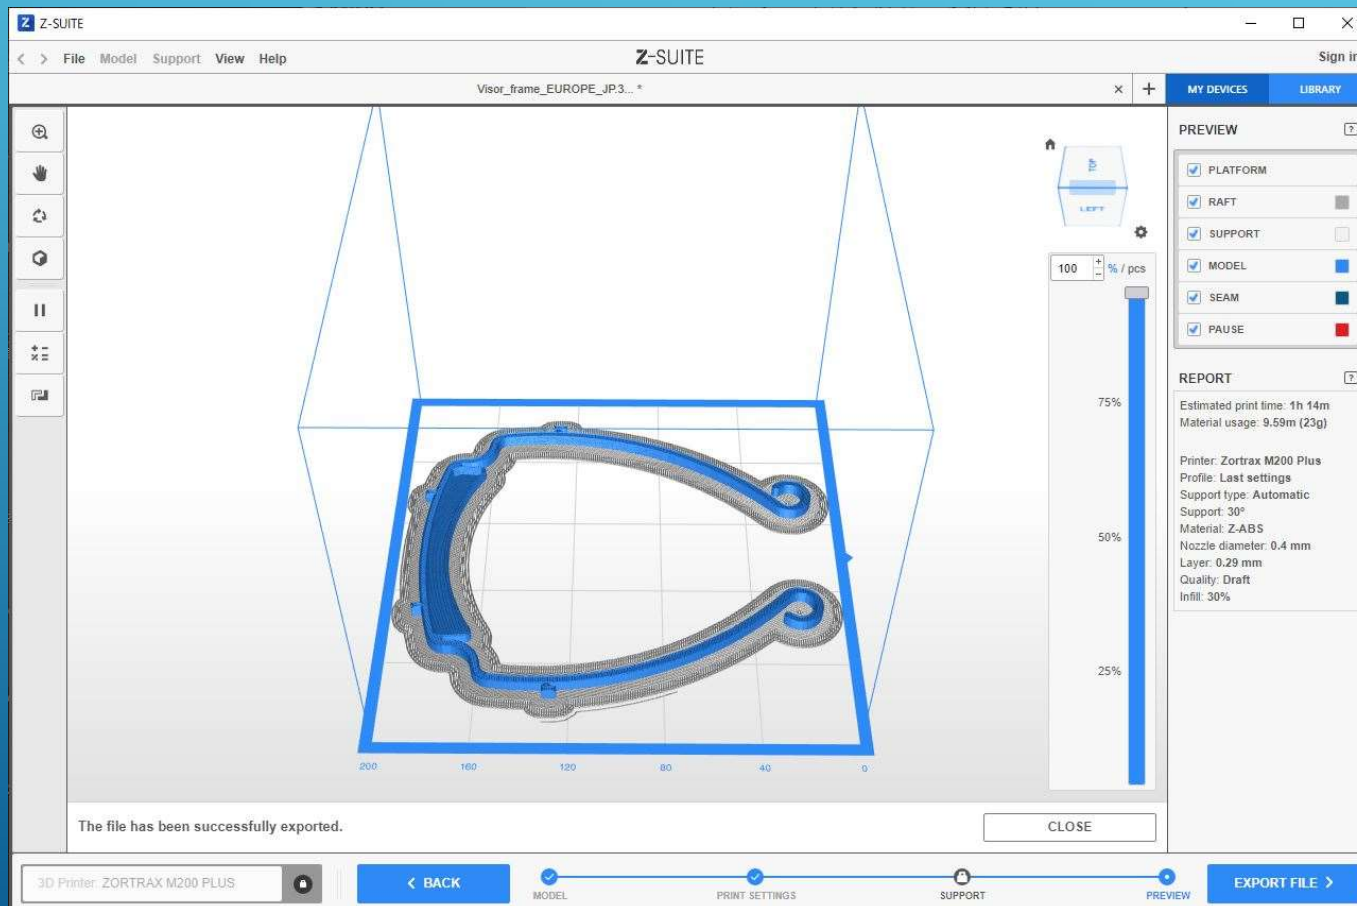 Z-SUITE
File Model Support View Help
Z-SUITE
Sign in
Visor_frame_EUROPE_JP.3... *
MY DEVICES
LIBRARY
PREVIEW
PLATFORM
RAFT
SUPPORT
MODEL
SEAM
PAUSE
TOP
LEFT
100 % / pcs
75%
50%
25%
REPORT
Estimated print time: 1h 14m
Material usage: 9.59m (23g)
Printer: Zortrax M200 Plus
Profile: Last settings
Support type: Automatic
Support: 30º
Material: Z-ABS
Nozzle diameter: 0.4 mm
Layer: 0.29 mm
Quality: Draft
Infill: 30%
200 160 120 80 40 0
The file has been successfully exported.
CLOSE
3D Printer: ZORTRAX M200 PLUS
BACK
MODEL
PRINT SETTINGS
SUPPORT
PREVIEW
EXPORT FILE